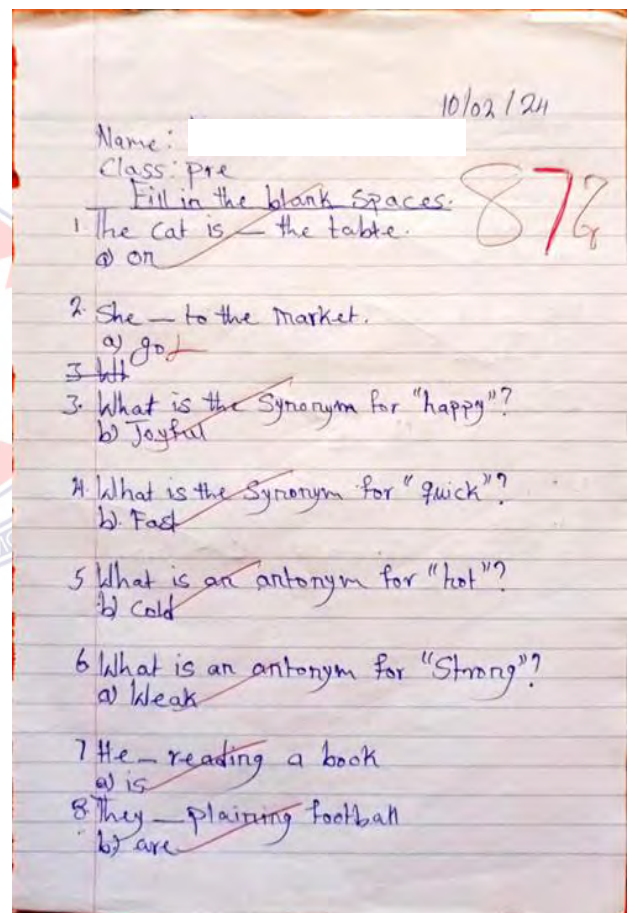 10/02/24
Name:
Class: pre
Fill in the blank spaces.
87%
1 The cat is — the table.
a) on
2. She — to the market.
a) go
3 Wh
3. What is the Synonym for "happy"?
b) Joyful
4. What is the Synonym for "quick"?
b). Fast
5 What is an antonym for "hot"?
b) Cold
6 What is an antonym for "Strong"?
a) Weak
7 He — reading a book
a) is
8. They — plaining football
b) are